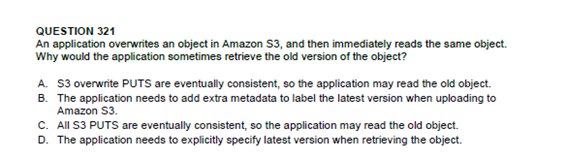 QUESTION 321
An application overwrites an object in Amazon S3, and then immediately reads the same object.
Why would the application sometimes retrieve the old version of the object?
A. S3 overwrite PUTS are eventually consistent, so the application may read the old object.
B. The application needs to add extra metadata to label the latest version when uploading to
Amazon S3.
C. All S3 PUTS are eventually consistent, so the application may read the old object.
D. The application needs to explicitly specify latest version when retrieving the object.